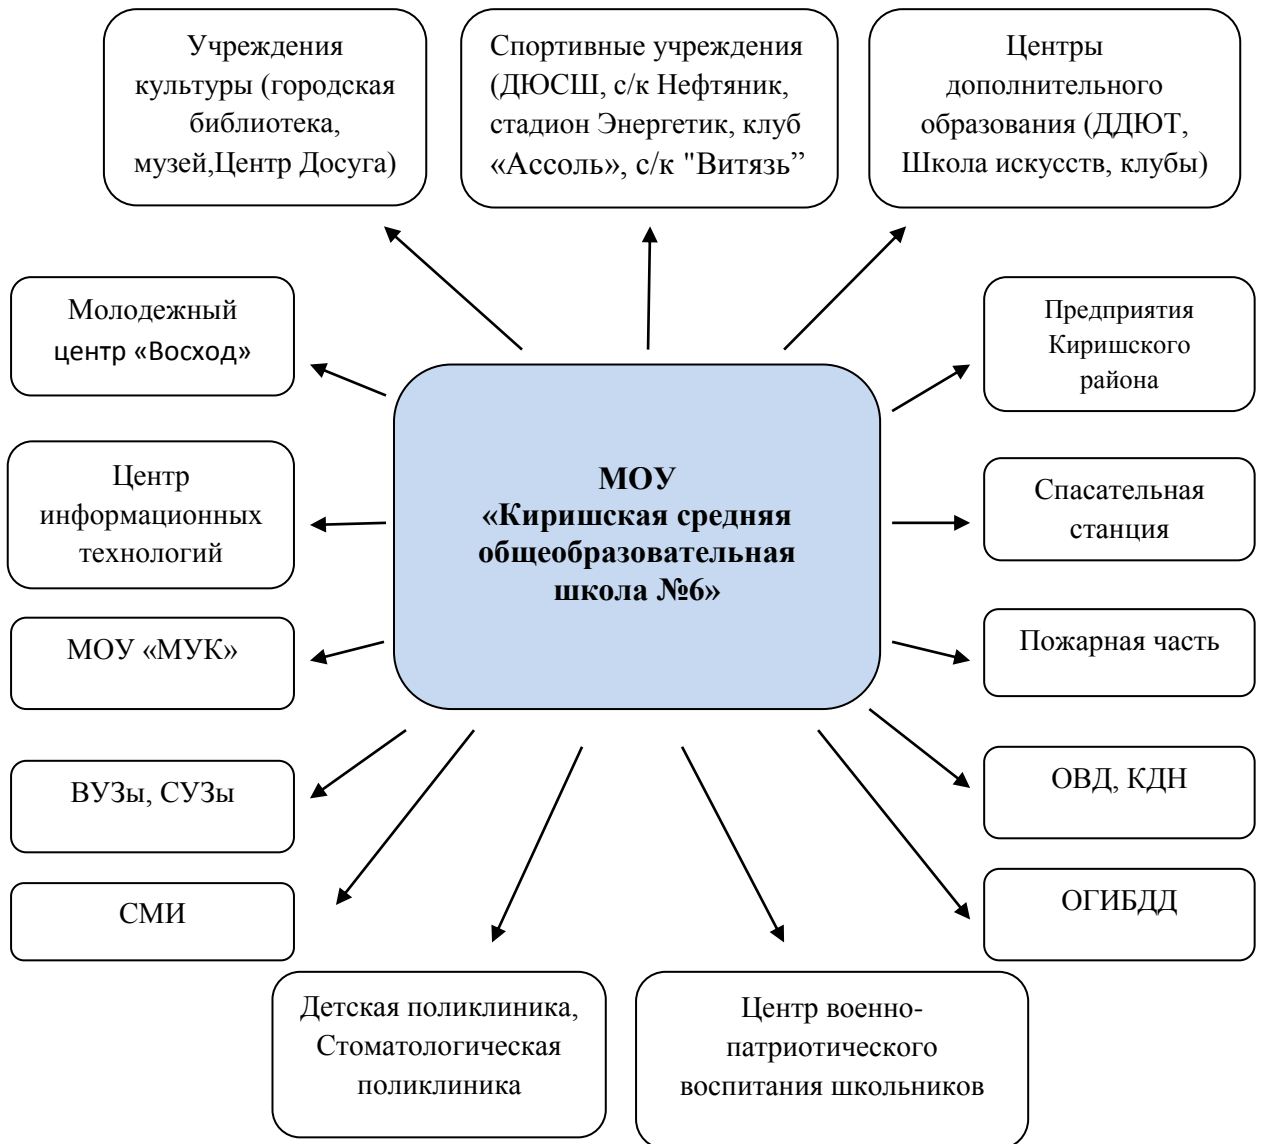 Учреждения
культуры (городская
библиотека,
музей,Центр Досуга)
Спортивные учреждения
(ДЮСШ, с/к Нефтяник,
стадион Энергетик, клуб
«Ассоль», с/к "Витязь”
Центры
дополнительного
образования (ДДЮТ,
Школа искусств, клубы)
Молодежный
центр «Восход»
Предприятия
Киришского
района
МОУ
«Киришская средняя
общеобразовательная
школа №6»
Центр
информационных
технологий
Спасательная
станция
МОУ «МУК»
Пожарная часть
ВУЗы, СУЗы
ОВД, КДН
СМИ
ОГИБДД
Детская поликлиника,
Стоматологическая
поликлиника
Центр военно-
патриотического
воспитания школьников